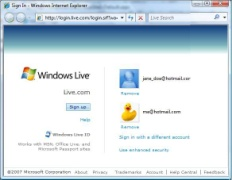 Sign In - Windows Internet Explorer
http://login.live.com/login.srf?wa=
Windows Live
Live.com
Sign up
Help
Windows Live ID
Works with MSN, Office Live, and
Microsoft Passport sites
jane_doe@hotmail.com
Remove
me@hotmail.com
Remove
Sign in with a different account
Use enhanced security
©2007 Microsoft Corporation About Privacy Trademarks Account Help Central Feedback